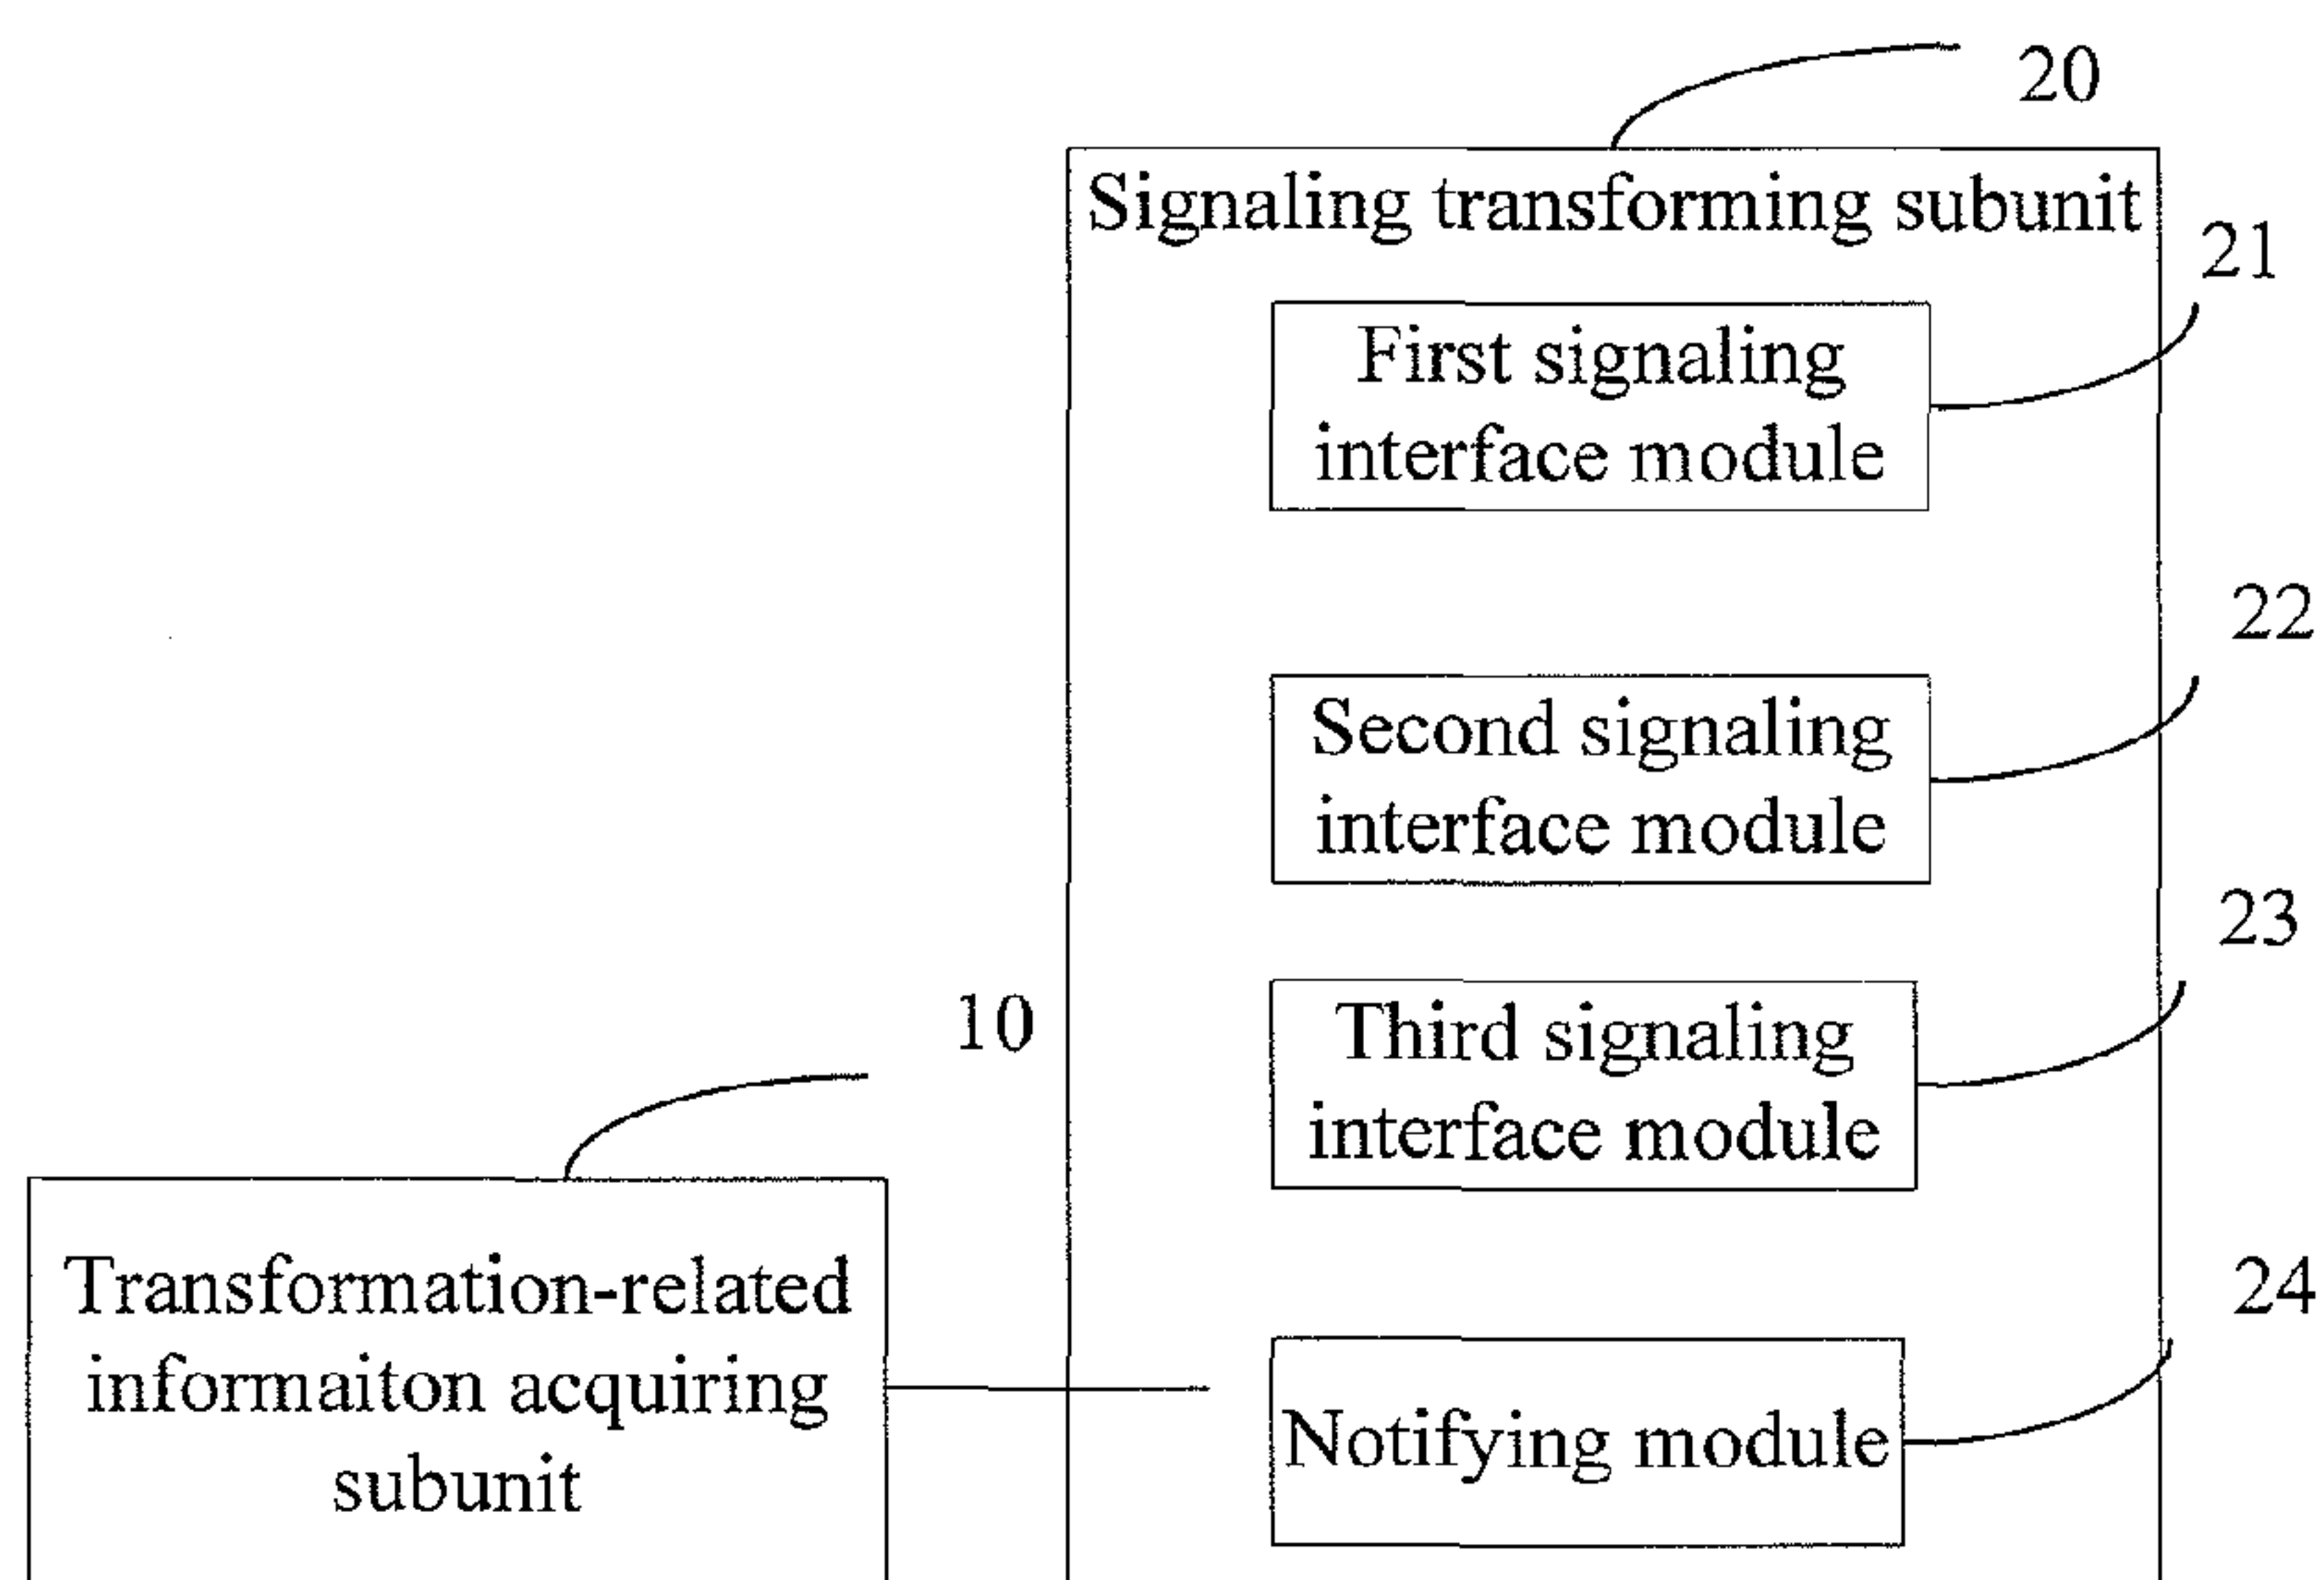 20
Signaling transforming subunit
21
First signaling
interface module
22
Second signaling
interface module
23
Third signaling
interface module
10
Transformation-related
informaiton acquiring
subunit
24
Notifying module